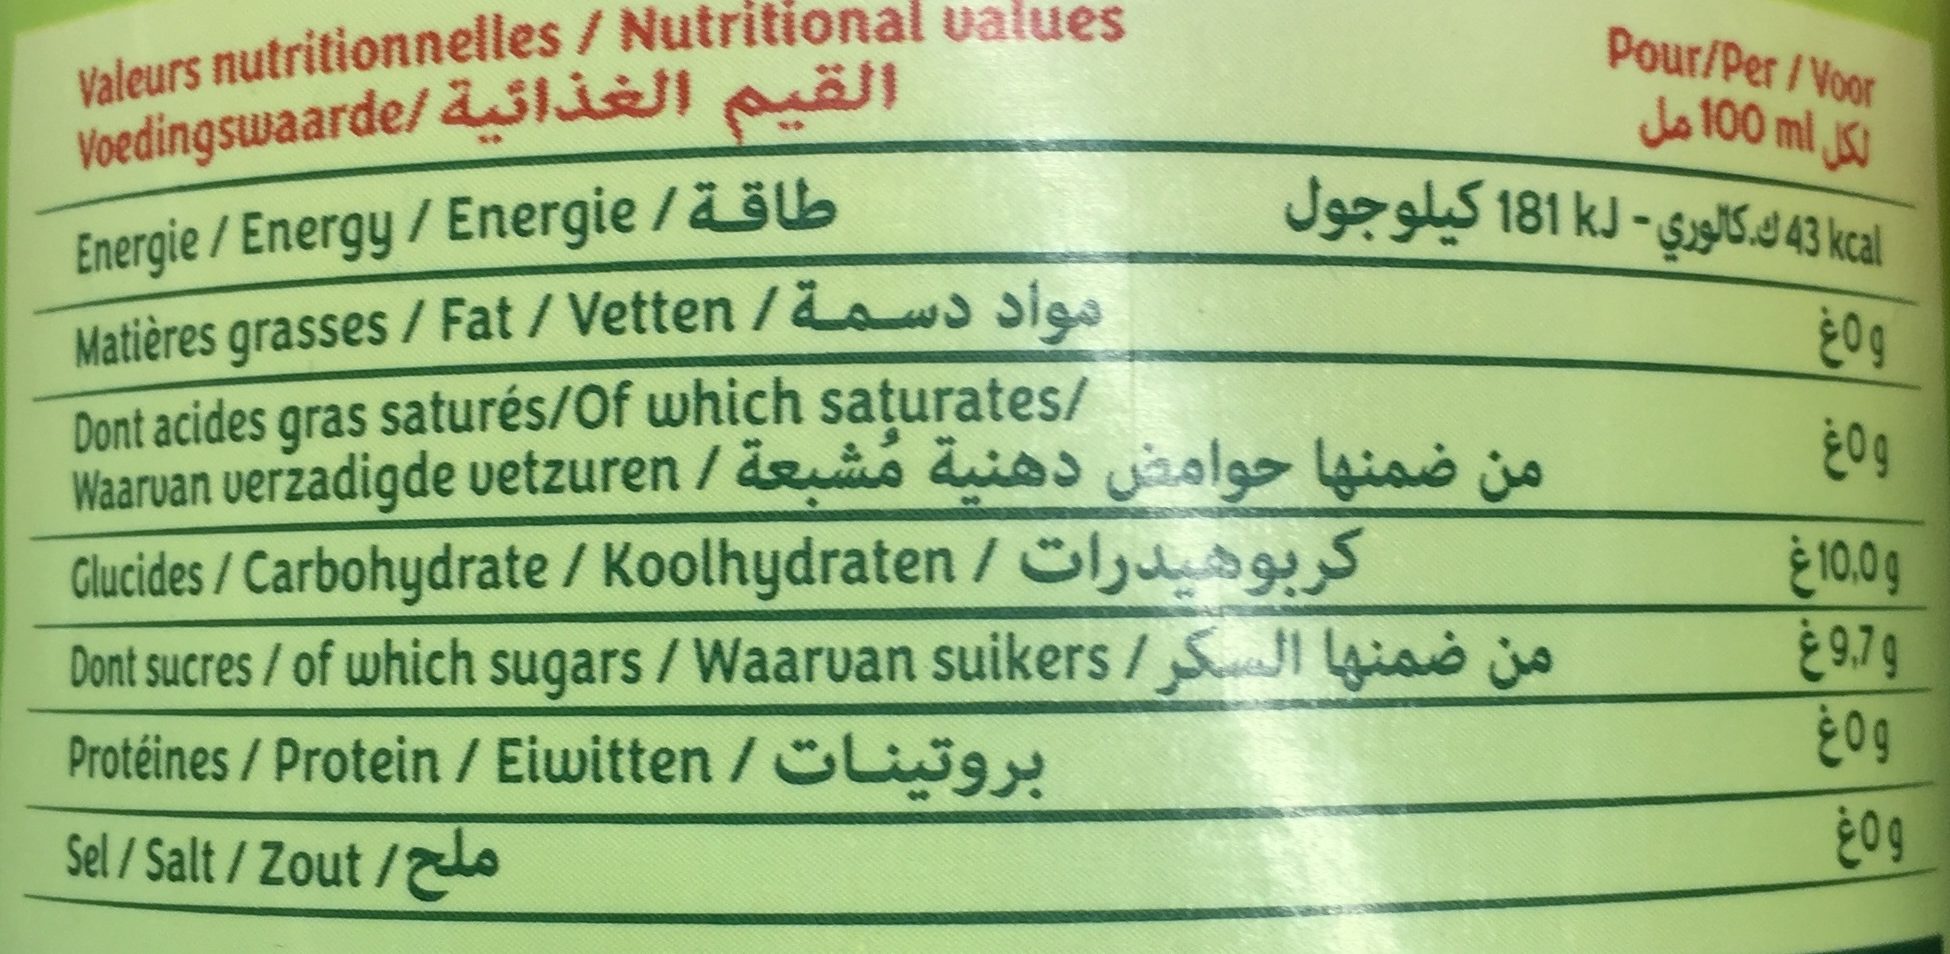 Valeurs nutritionnelles / Nutritional values
Voedingswaarde/ القيم الغذائية
Pour/Per / Voor
لكل 100 ml مل
Energie / Energy / Energie / طاقة
43 kcal ك.كالوري - 181 kJ كيلوجول
Matières grasses / Fat / Vetten / مواد دسمة
0 g غ
Dont acides gras saturés/Of which saturates/
Waarvan verzadigde vetzuren / من ضمنها حوامض دهنية مُشبعة
0 g غ
Glucides / Carbohydrate / Koolhydraten / كربوهيدرات
10,0 g غ
Dont sucres / of which sugars / Waarvan suikers / من ضمنها السكر
9,7 g غ
Protéines / Protein / Eiwitten / بروتينات
0 g غ
Sel / Salt / Zout / ملح
0 g غ